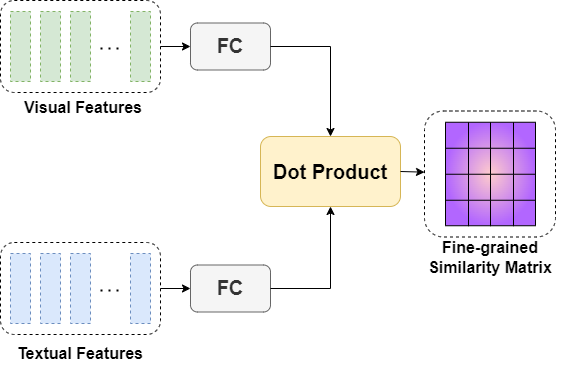 FC
Visual Features
Dot Product
Fine-grained
Similarity Matrix
FC
Textual Features